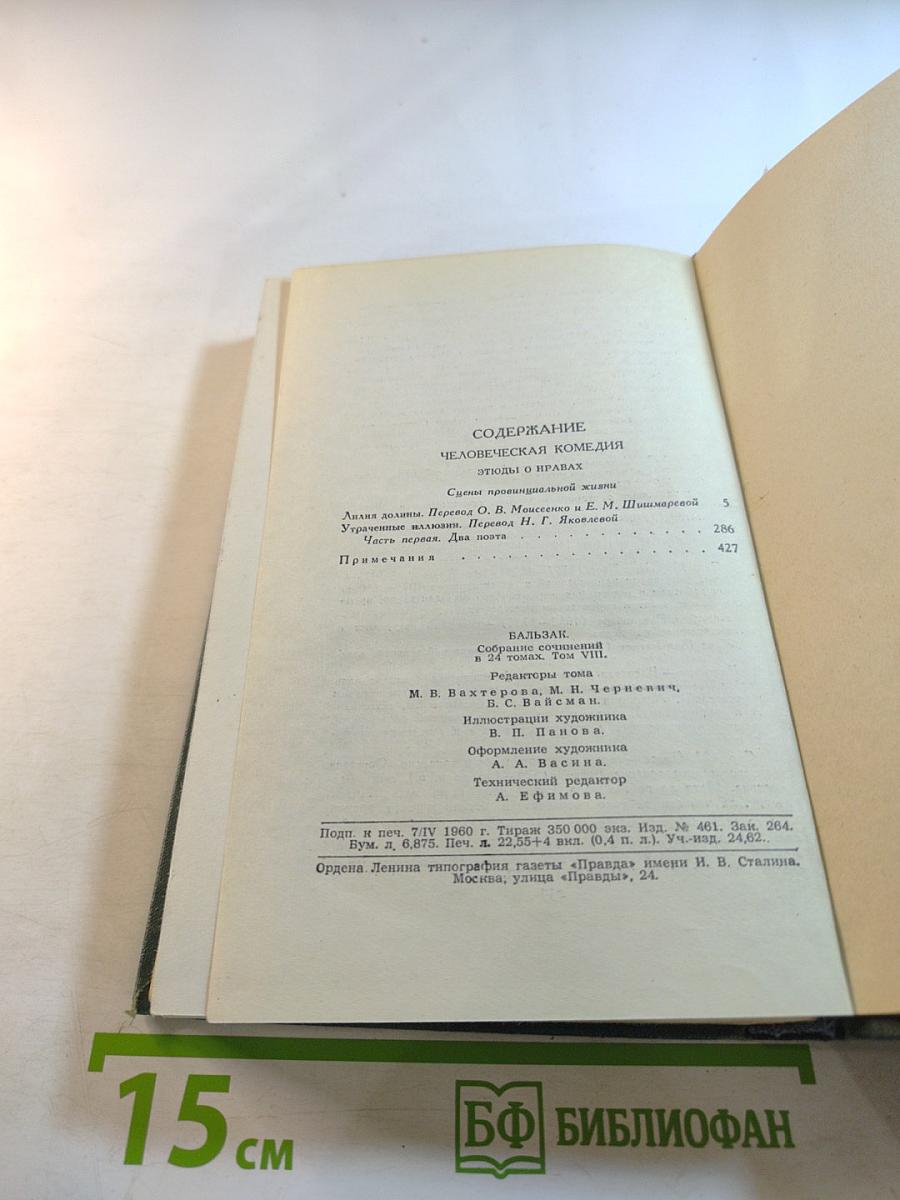 СОДЕРЖАНИЕ
ЧЕЛОВЕЧЕСКАЯ КОМЕДИЯ
ЭТЮДЫ О НРАВАХ
Сцены провинциальной жизни
Лилия долины. Перевод О. В. Моисеенко и Е. М. Шишмаревой 5
Утраченные иллюзии. Перевод Н. Г. Яковлевой
Часть первая. Два поэта . . . . . . . . . . . . 286
Примечания . . . . . . . . . . . . . . . . 427
БАЛЬЗАК.
Собрание сочинений
в 24 томах. Том VIII.
Редакторы тома
М. В. Вахтерова, М. Н. Черневич,
Б. С. Вайсман.
Иллюстрации художника
В. П. Панова.
Оформление художника
А. А. Васина.
Технический редактор
А. Ефимова.
Подп. к печ. 7/IV 1960 г. Тираж 350 000 экз. Изд. № 461. Зак. 264.
Бум. л. 6,875. Печ. л. 22,55+4 вкл. (0,4 п. л.). Уч.-изд. 24,62.
Ордена Ленина типография газеты «Правда» имени И. В. Сталина.
Москва, улица «Правды», 24.
15 см
БФ БИБЛИОФАН